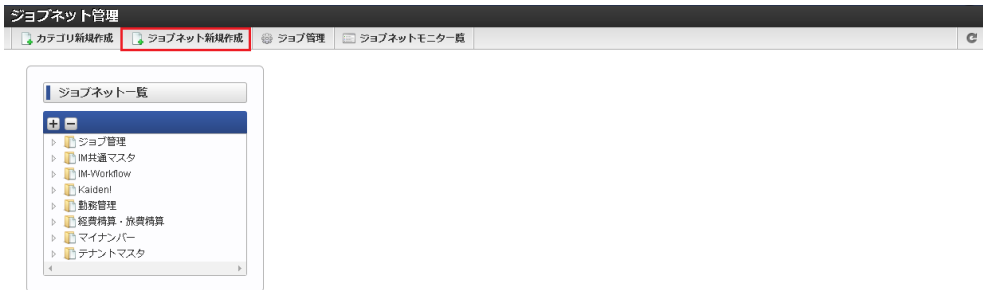 ジョブネット管理
カテゴリ新規作成 ジョブネット新規作成 ジョブ管理 ジョブネットモニター覧
ジョブネット一覧
ジョブ管理
IM共通マスタ
IM-Workflow
Kaiden!
勤務管理
経費精算・旅費精算
マイナンバー
テナントマスタ